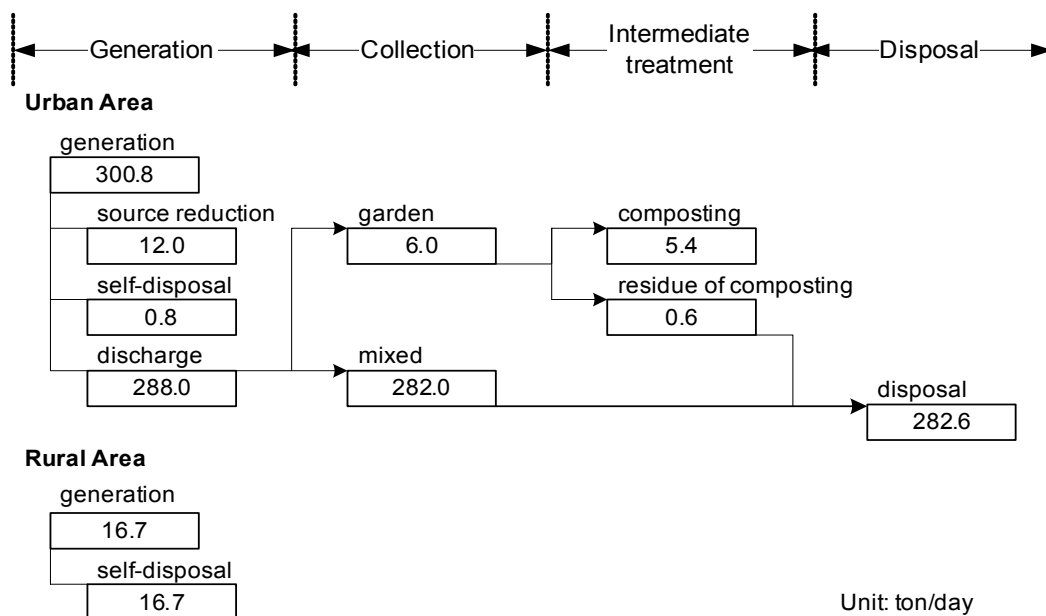 Generation
Collection
Intermediate
treatment
Disposal
Urban Area
generation
300.8
source reduction
garden
composting
12.0
6.0
5.4
self-disposal
residue of composting
0.8
0.6
discharge
mixed
288.0
282.0
disposal
282.6
Rural Area
generation
16.7
self-disposal
16.7
Unit: ton/day